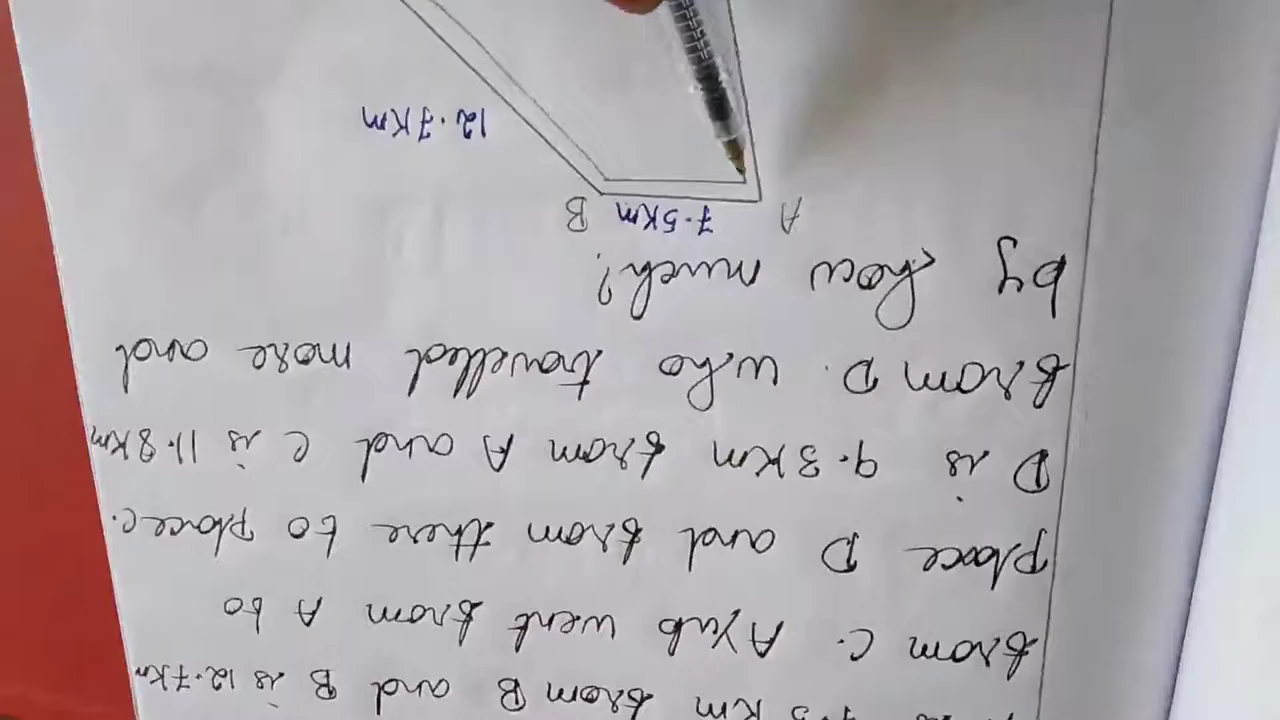 7.5 km from B and B is 12.7km
from C. Ayub went from A to
place D and from there to place c.
D is 9.3Km from A and C is 11.8Km
from D. who travelled more and
by how much?
A 7.5Km B
12.7Km